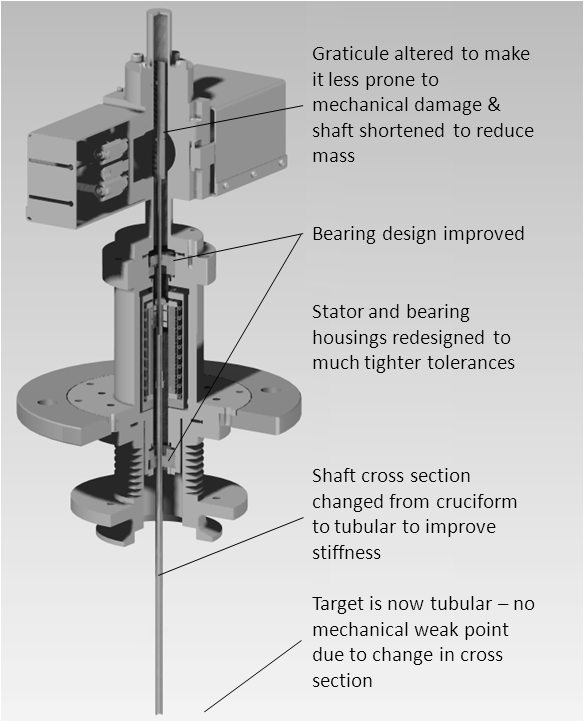 Graticule altered to make
it less prone to
mechanical damage &
shaft shortened to reduce
mass
Bearing design improved
Stator and bearing
housings redesigned to
much tighter tolerances
Shaft cross section
changed from cruciform
to tubular to improve
stiffness
Target is now tubular – no
mechanical weak point
due to change in cross
section